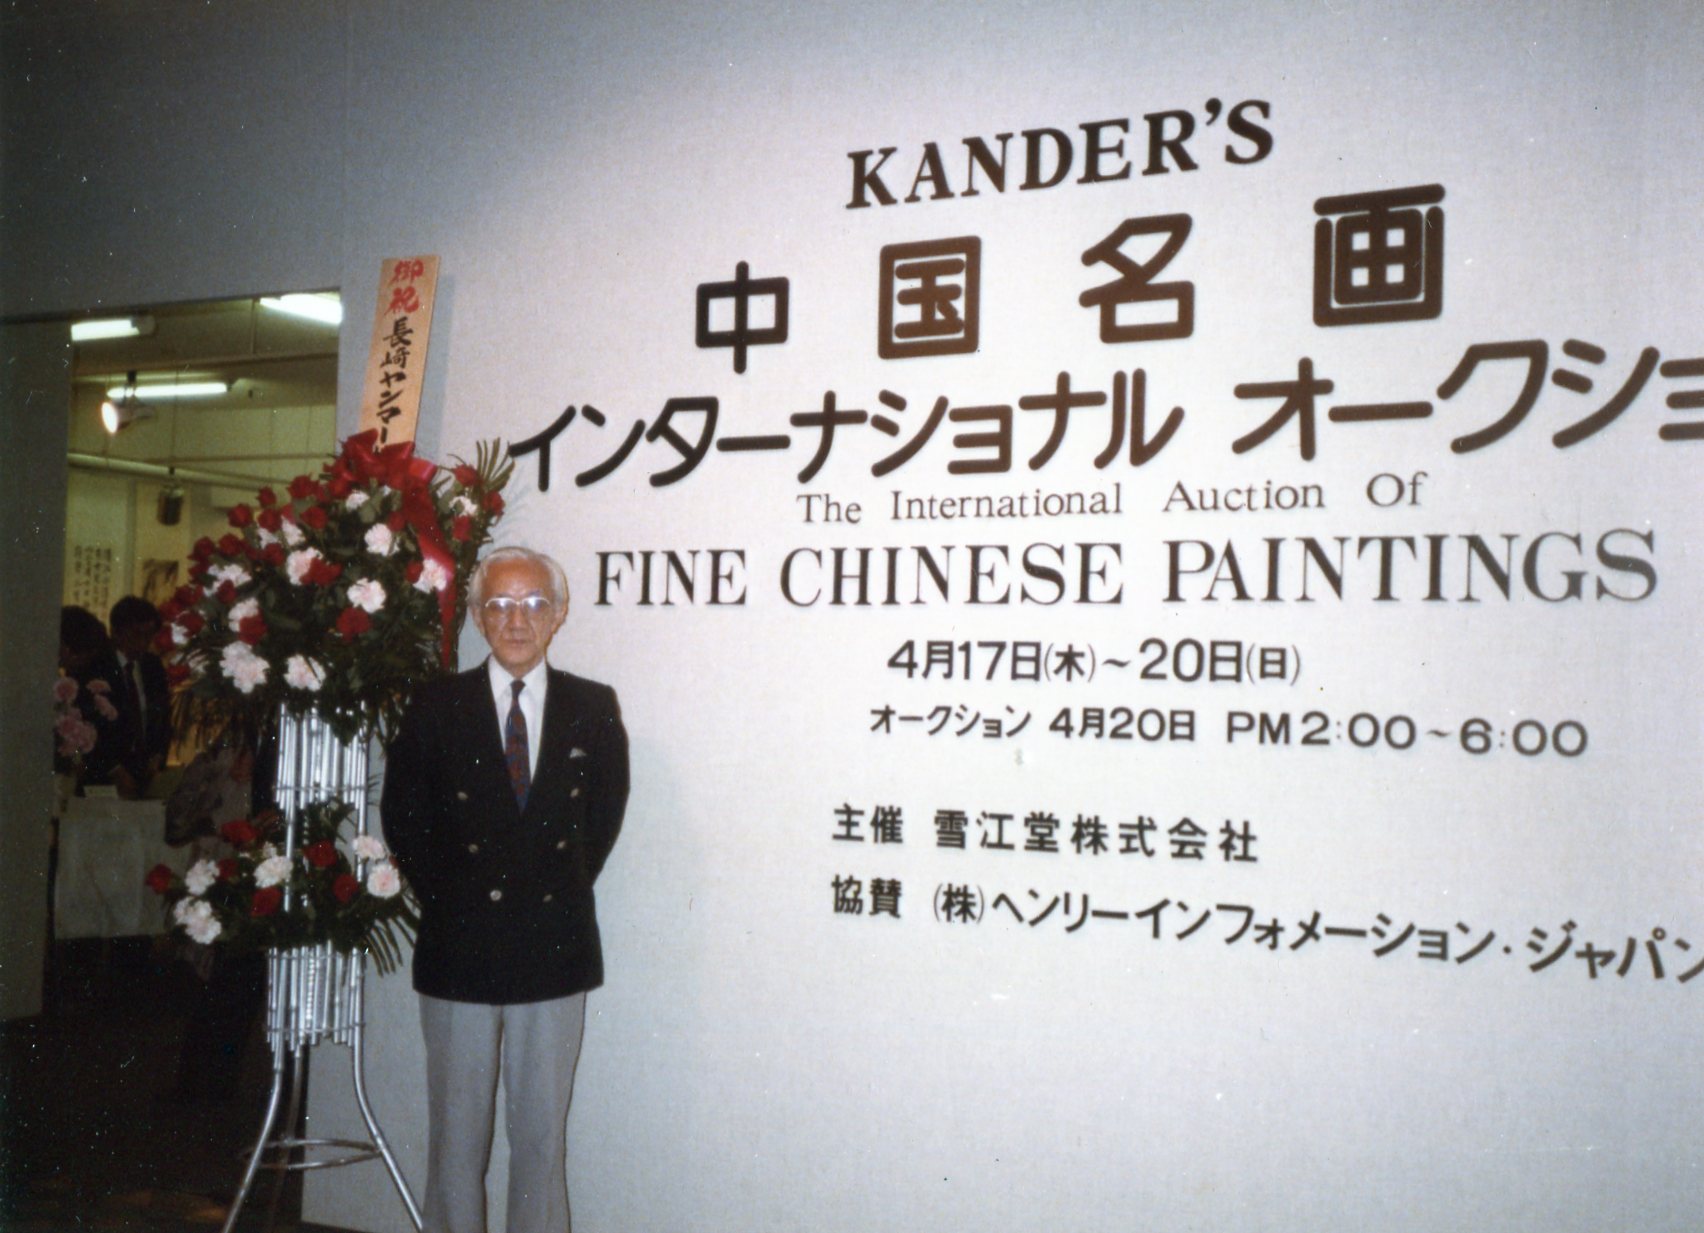 KANDER'S
中国名画
インターナショナル オークショ
The International Auction Of
FINE CHINESE PAINTINGS
4月17日(木)~20日(日)
オークション 4月20日 PM2:00~6:00
主催 雪江堂株式会社
協賛 (株)ヘンリーインフォメーション・ジャパン
御祝
長崎ヤンマー